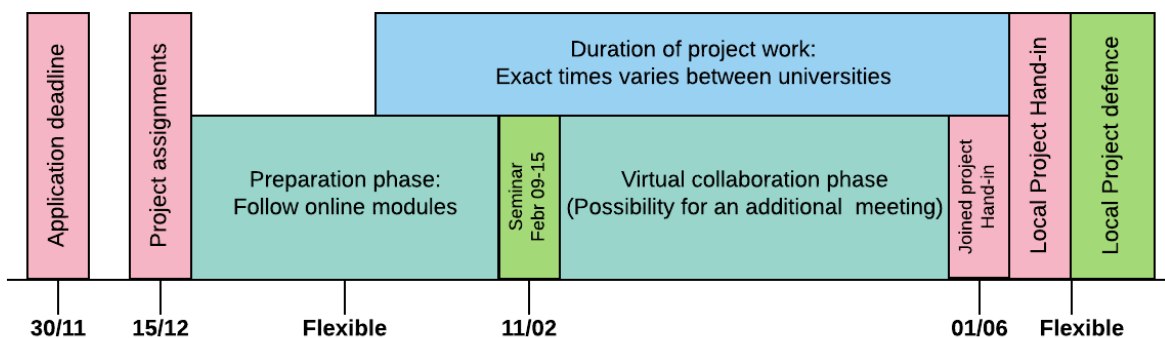 Application deadline
Project assignments
Duration of project work:
Exact times varies between universities
Preparation phase:
Follow online modules
Seminar
Febr 09-15
Virtual collaboration phase
(Possibility for an additional  meeting)
Joined project
Hand-in
Local Project Hand-in
Local Project defence
30/11
15/12
Flexible
11/02
01/06
Flexible